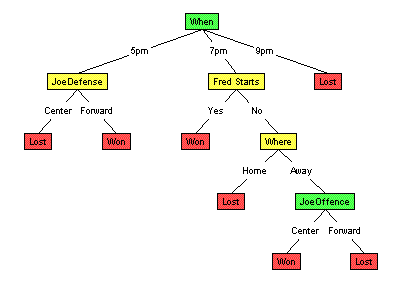 When
5pm 7pm 9pm
JoeDefense Fred Starts Lost
Center Forward Yes No
Lost Won Won Where
Home Away
Lost JoeOffence
Center Forward
Won Lost